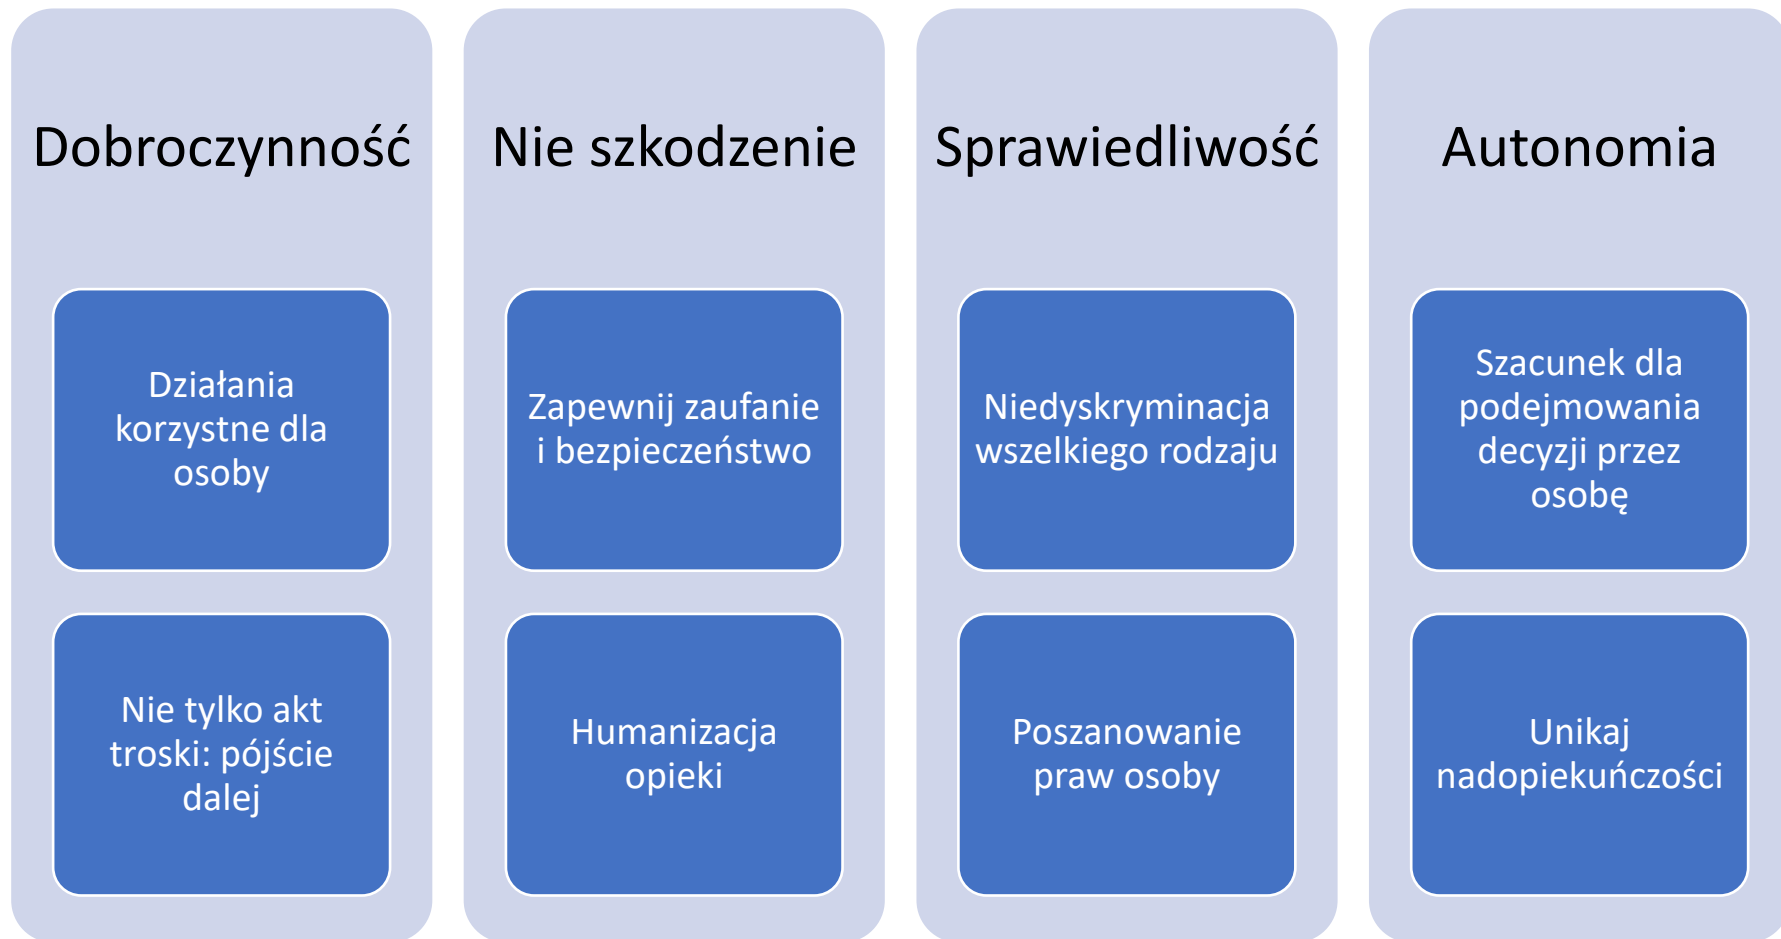 Dobroczynność
Działania
korzystne dla
osoby
Nie tylko akt
troski: pójście
dalej
Nie szkodzenie
Zapewnij zaufanie
i bezpieczeństwo
Humanizacja
opieki
Sprawiedliwość
Niedyskryminacja
wszelkiego rodzaju
Poszanowanie
praw osoby
Autonomia
Szacunek dla
podejmowania
decyzji przez
osobę
Unikaj
nadopiekuńczości